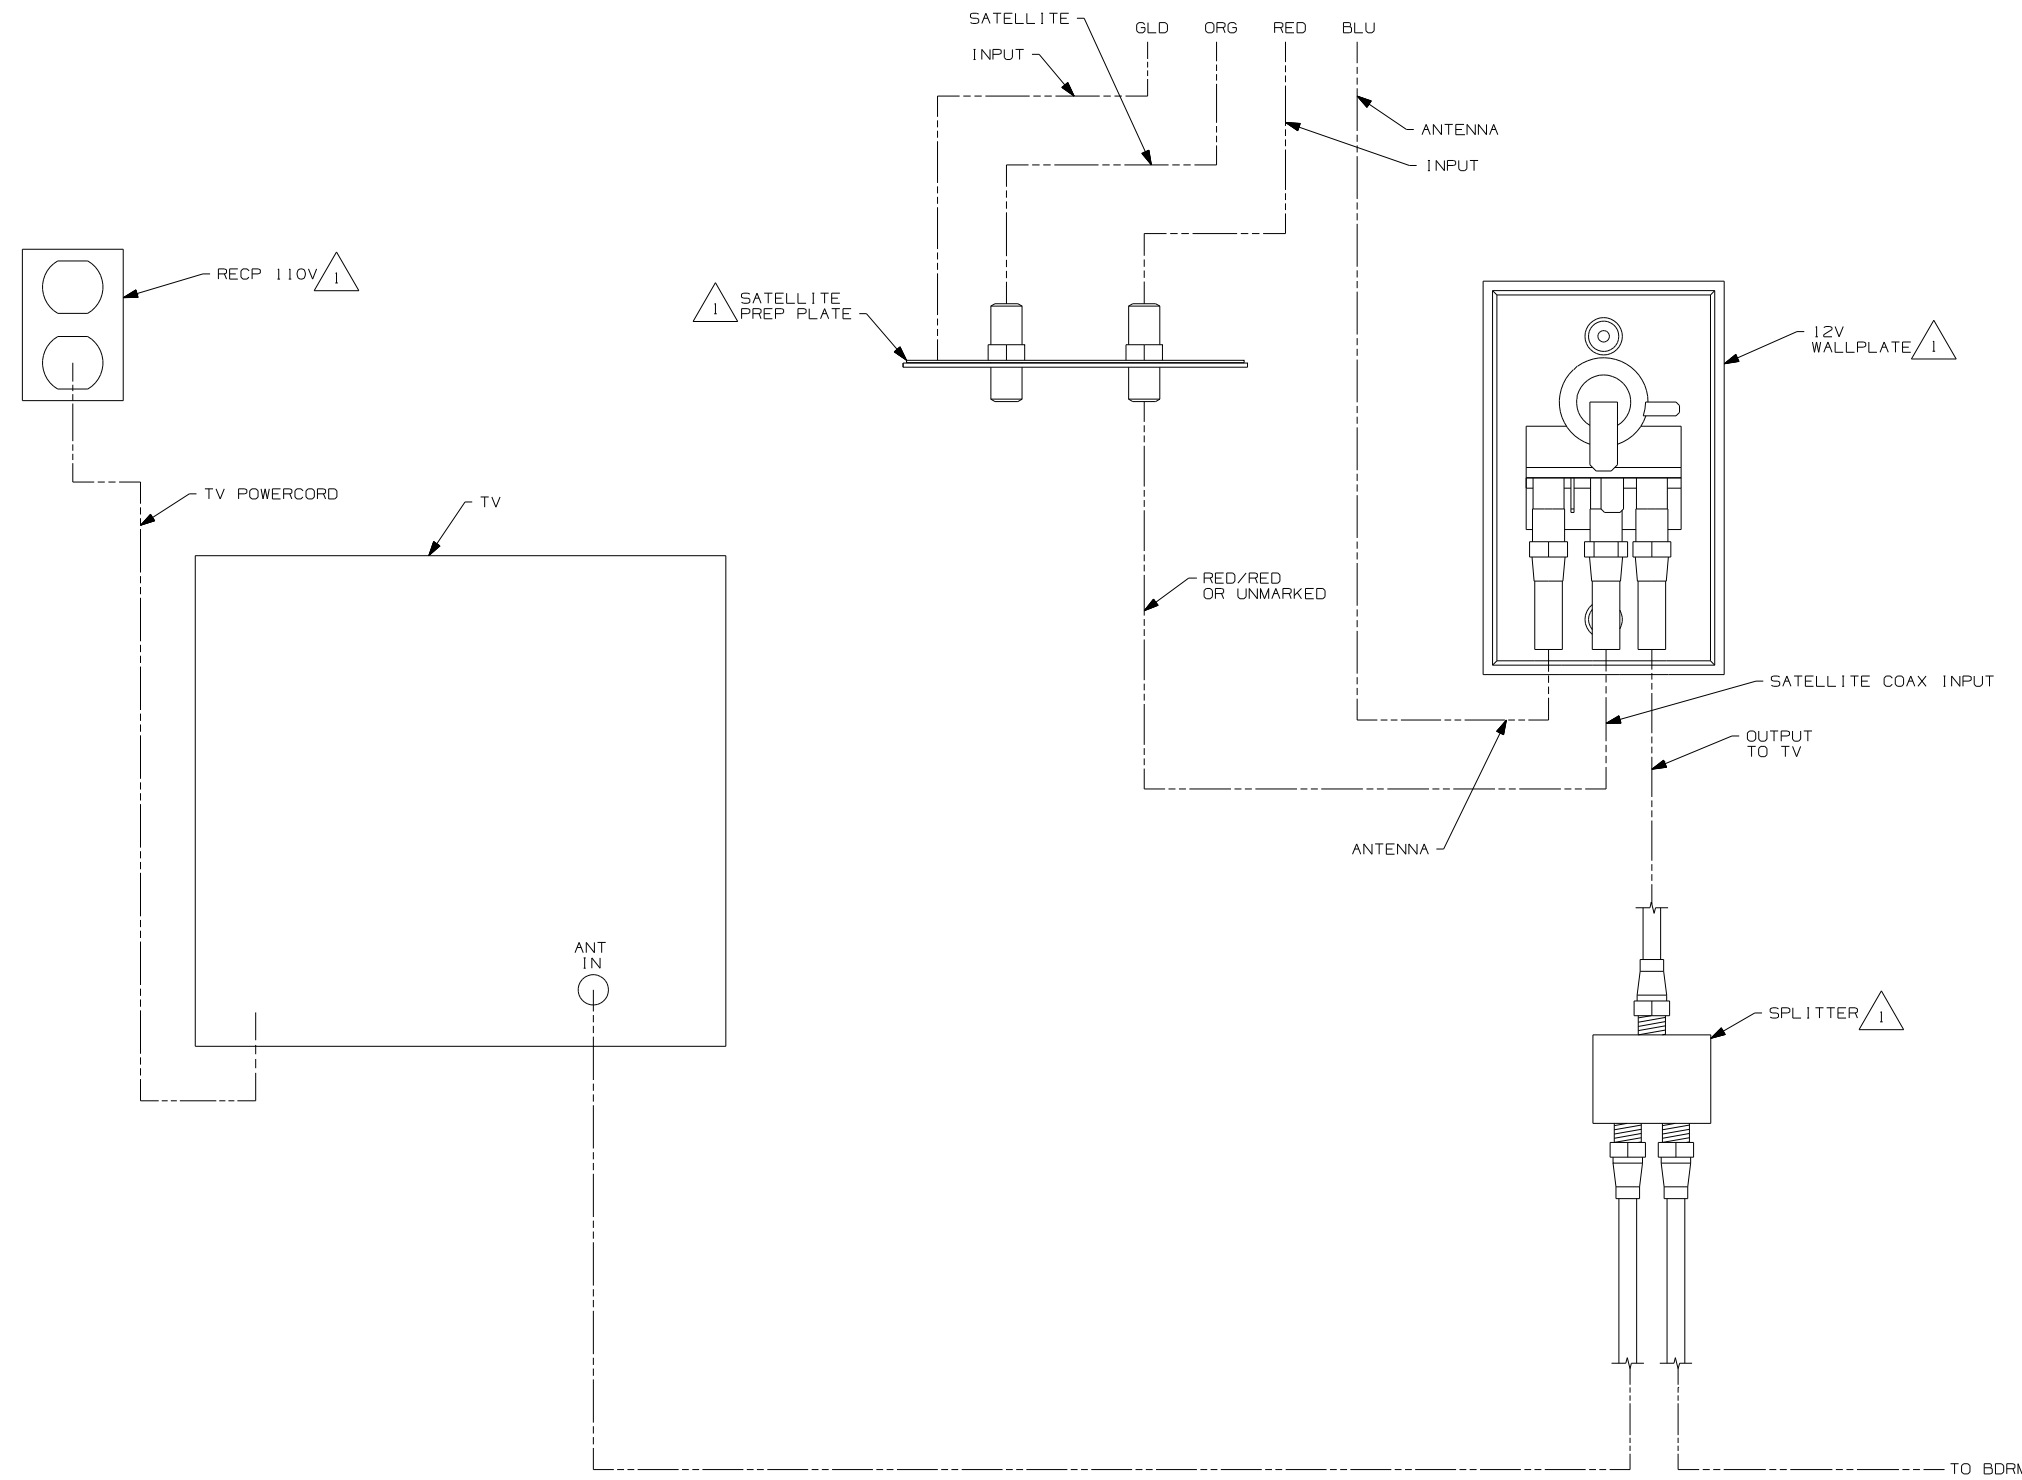 SATELLITE
GLD ORG RED BLU
INPUT
ANTENNA
INPUT
RECP 110V 1
1 SATELLITE
PREP PLATE
12V
WALLPLATE 1
TV POWERCORD
TV
RED/RED
OR UNMARKED
SATELLITE COAX INPUT
OUTPUT
TO TV
ANTENNA
ANT
IN
SPLITTER 1
TO BDRM